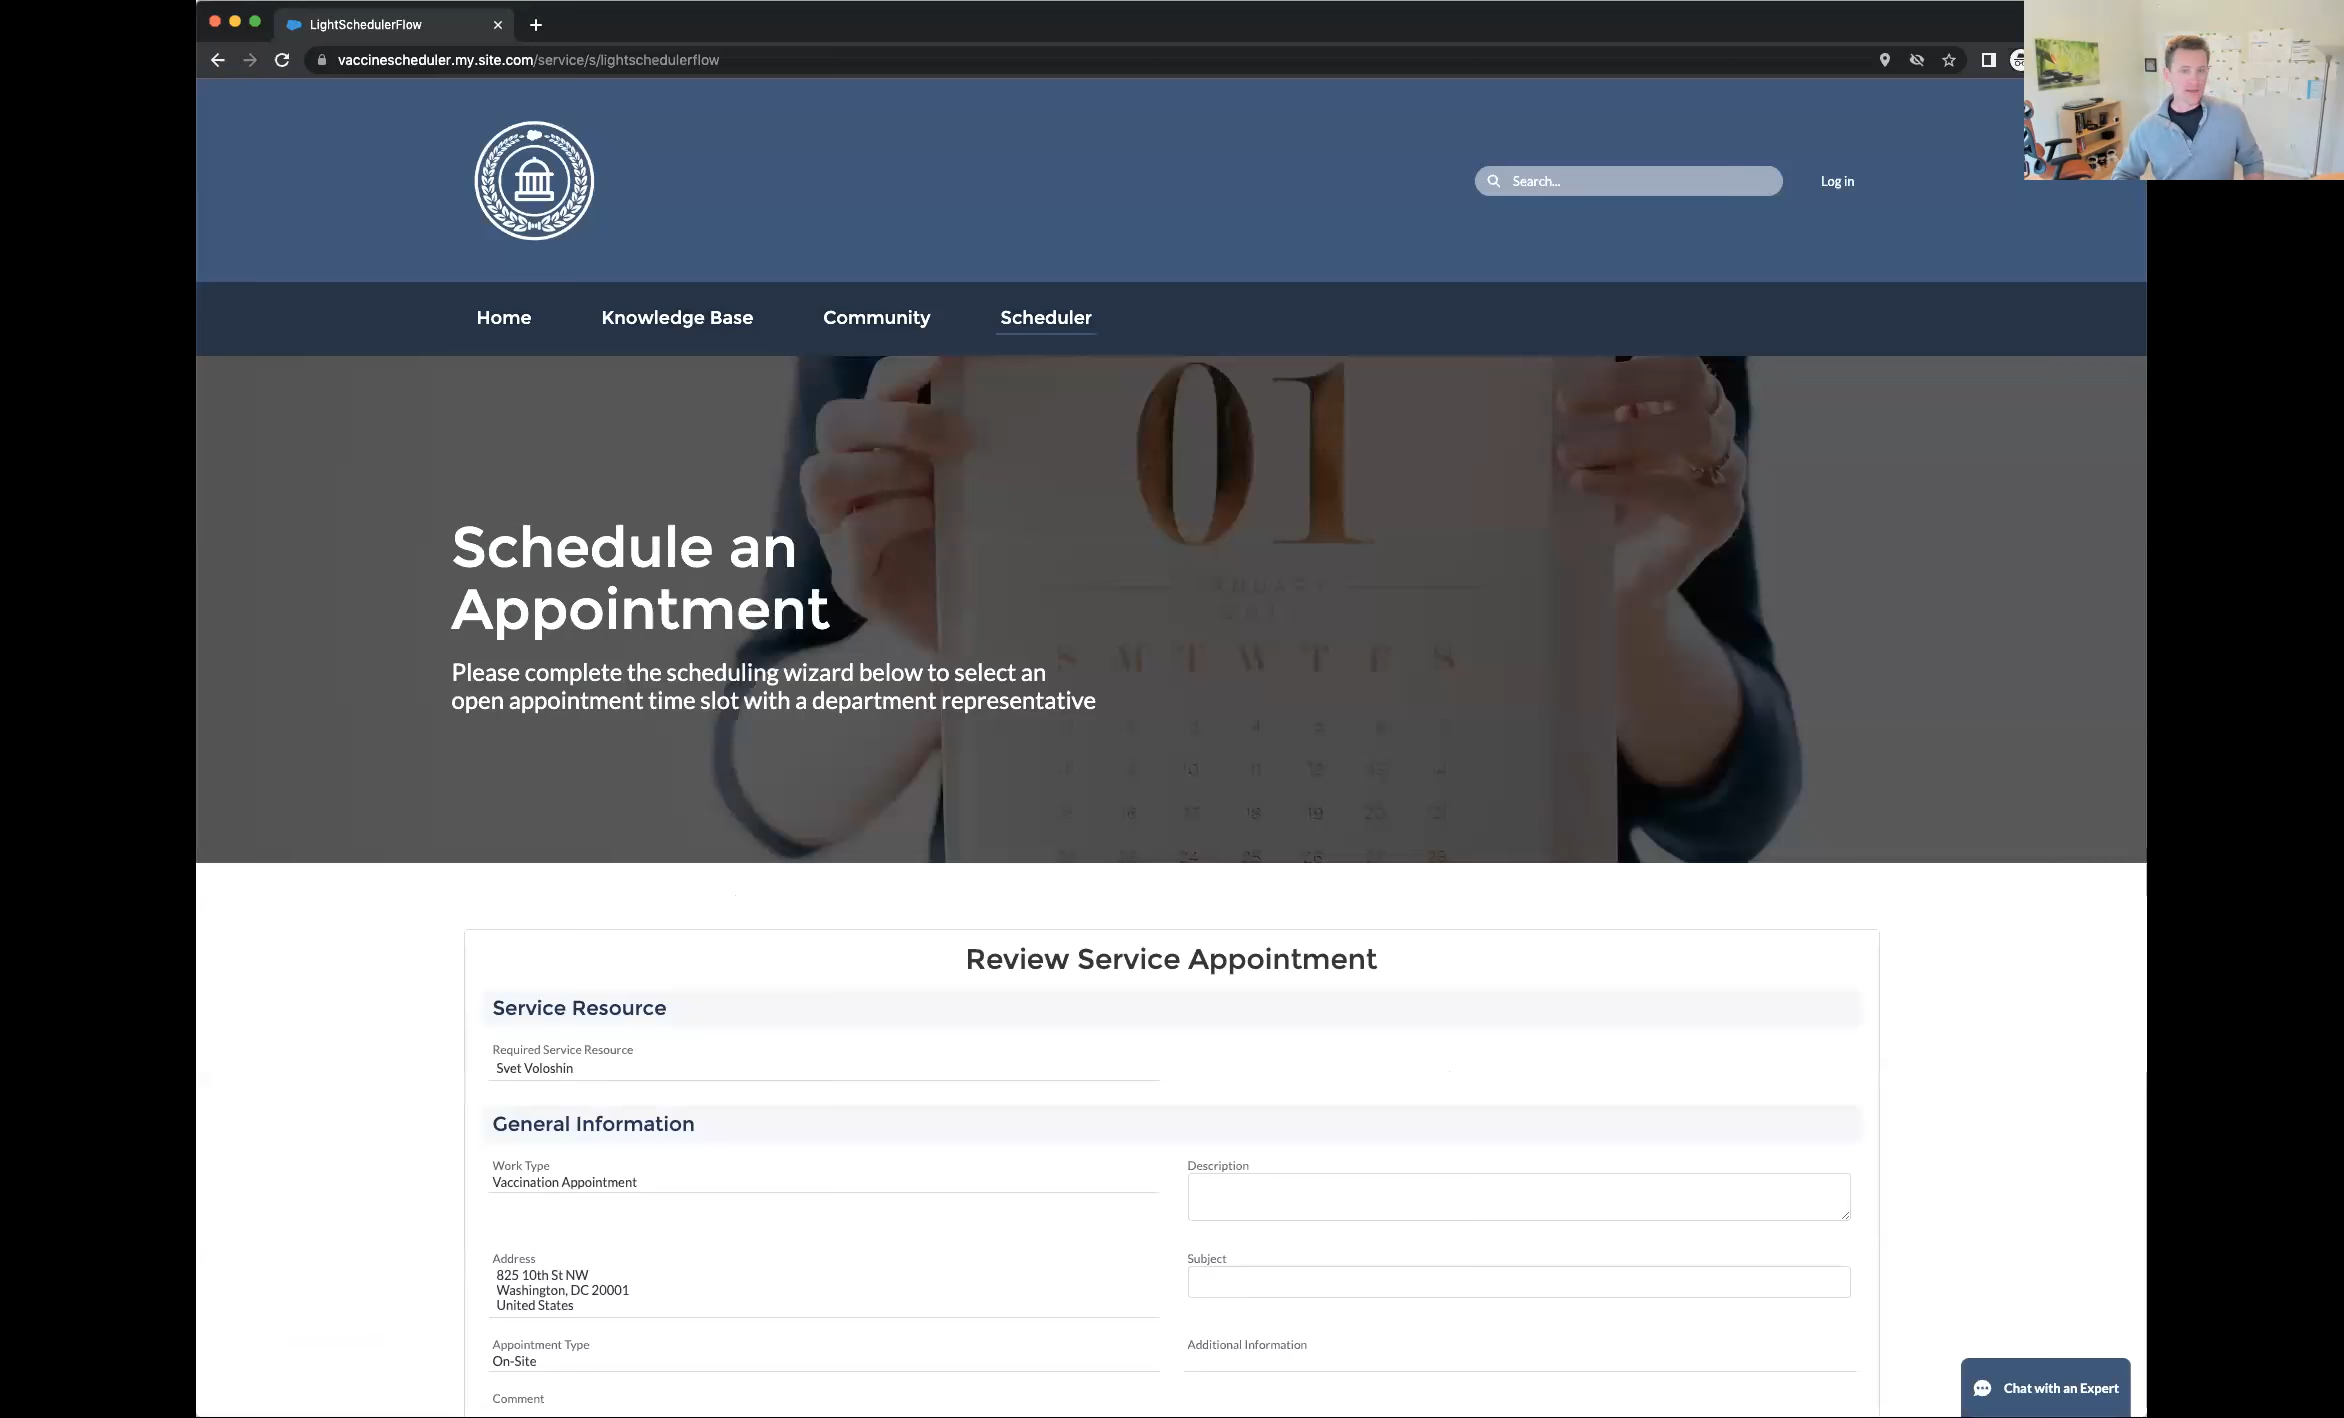 LightSchedulerFlow
vaccinescheduler.my.site.com/service/s/lightschedulerflow
Search...
Log in
Home
Knowledge Base
Community
Scheduler
01
S M T W T F S
Schedule an
Appointment
Please complete the scheduling wizard below to select an
open appointment time slot with a department representative
Review Service Appointment
Service Resource
Required Service Resource
Svet Voloshin
General Information
Work Type
Vaccination Appointment
Description
Address
825 10th St NW
Washington, DC 20001
United States
Subject
Appointment Type
On-Site
Additional Information
Comment
Chat with an Expert